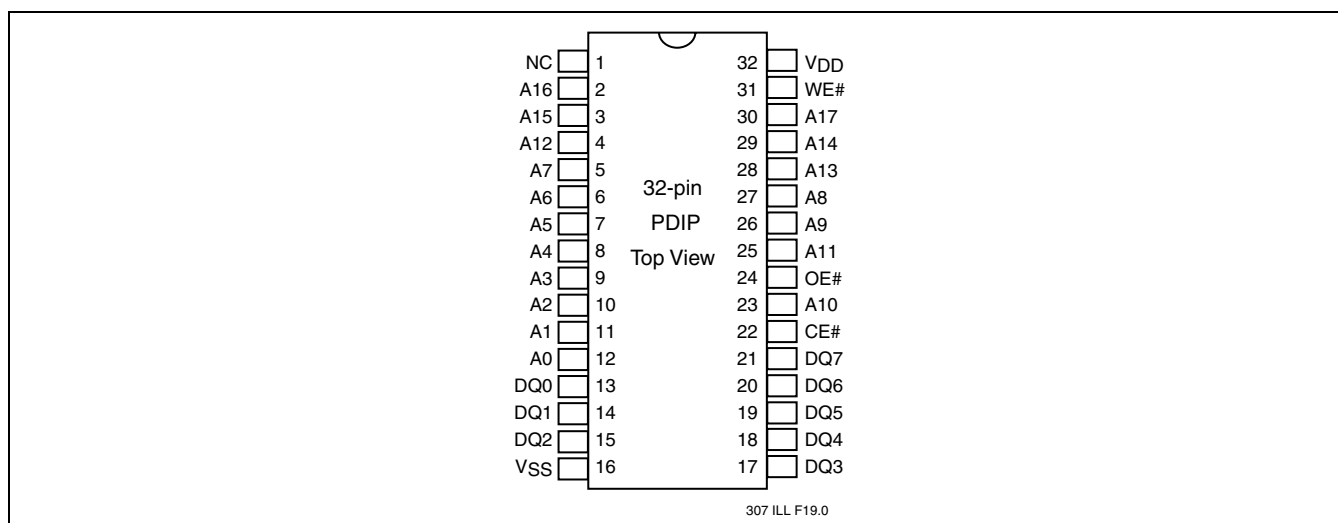 NC 1 32 VDD
A16 2 31 WE#
A15 3 30 A17
A12 4 29 A14
A7 5 28 A13
A6 6 32-pin 27 A8
A5 7 PDIP 26 A9
A4 8 Top View 25 A11
A3 9 24 OE#
A2 10 23 A10
A1 11 22 CE#
A0 12 21 DQ7
DQ0 13 20 DQ6
DQ1 14 19 DQ5
DQ2 15 18 DQ4
VSS 16 17 DQ3
307 ILL F19.0